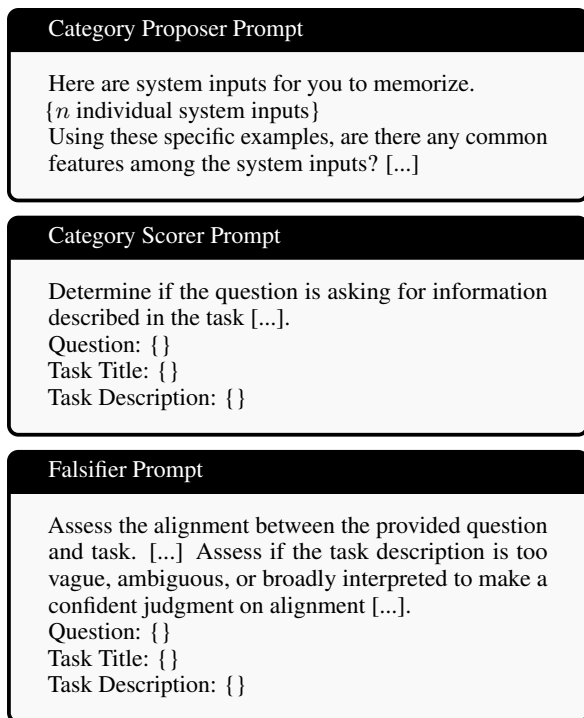 Category Proposer Prompt
Here are system inputs for you to memorize.
{n individual system inputs}
Using these specific examples, are there any common
features among the system inputs? [...]
Category Scorer Prompt
Determine if the question is asking for information
described in the task [...].
Question: {}
Task Title: {}
Task Description: {}
Falsifier Prompt
Assess the alignment between the provided question
and task. [...] Assess if the task description is too
vague, ambiguous, or broadly interpreted to make a
confident judgment on alignment [...].
Question: {}
Task Title: {}
Task Description: {}